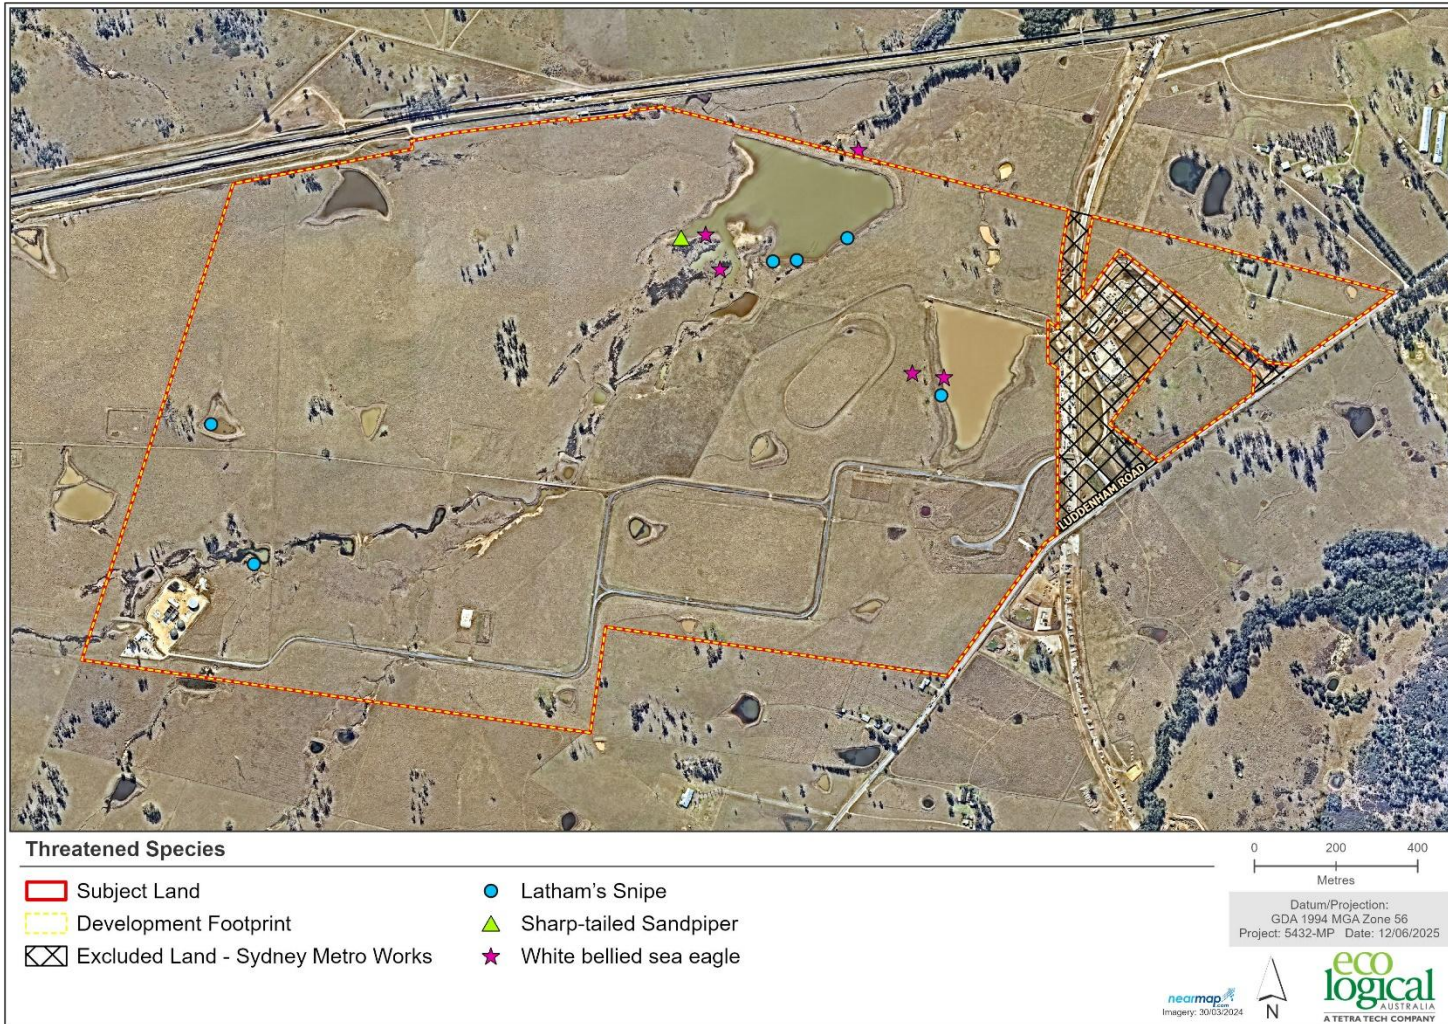 LUDDENHAM ROAD
Threatened Species
Subject Land
Development Footprint
Excluded Land - Sydney Metro Works
Latham's Snipe
Sharp-tailed Sandpiper
White bellied sea eagle
0 200 400
Metres
Datum/Projection:
GDA 1994 MGA Zone 56
Project: 5432-MP Date: 12/06/2025
nearmap.com
Imagery: 30/03/2024
N
eco
logical
AUSTRALIA
A TETRA TECH COMPANY